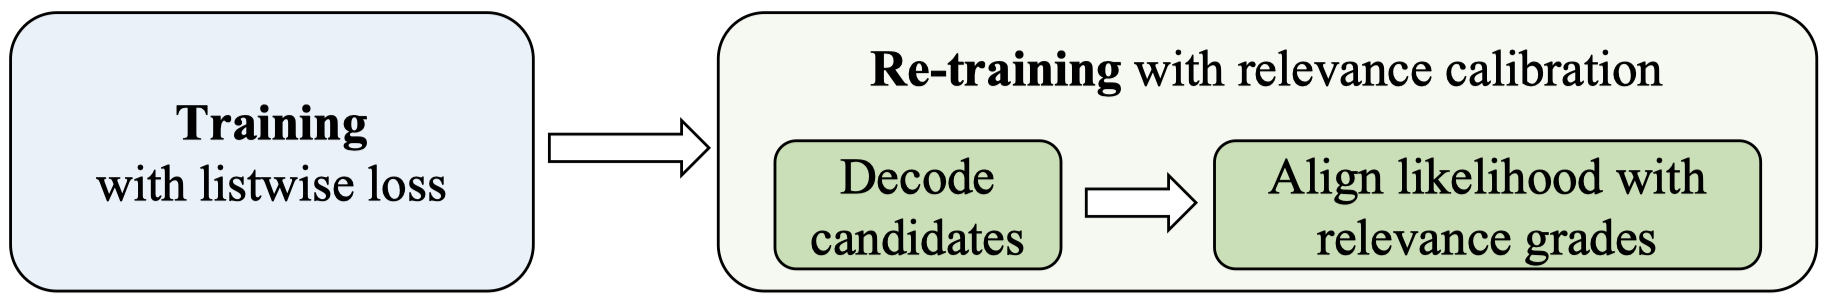 Training
with listwise loss
Re-training with relevance calibration
Decode
candidates
Align likelihood with
relevance grades